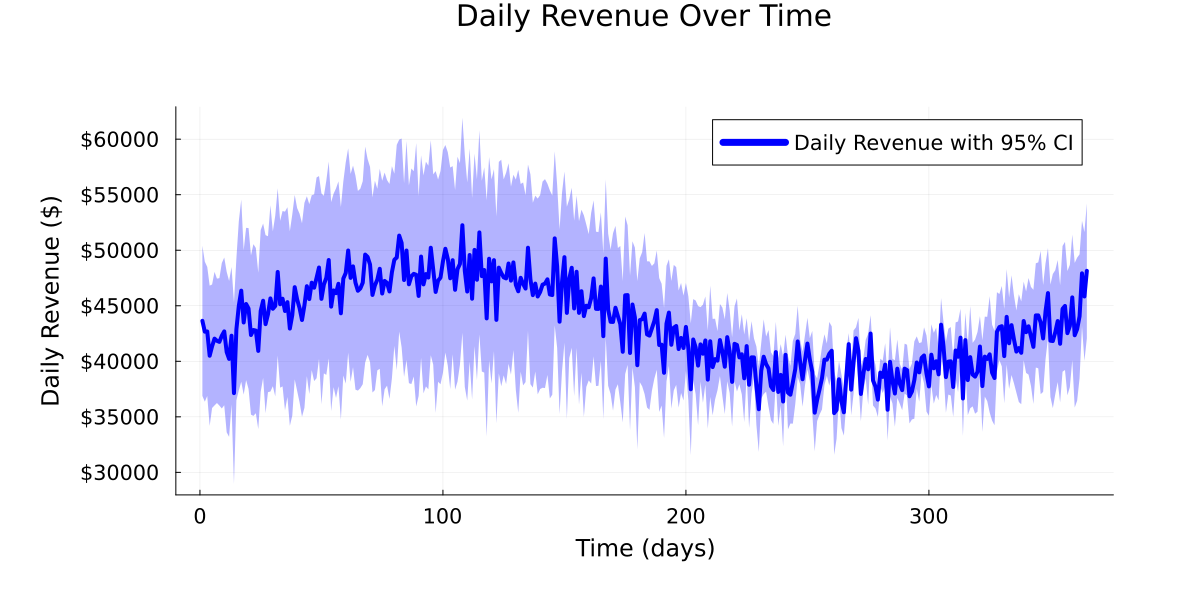 Daily Revenue Over Time
Daily Revenue with 95% CI
Daily Revenue ($)
$60000
$55000
$50000
$45000
$40000
$35000
$30000
0 100 200 300
Time (days)